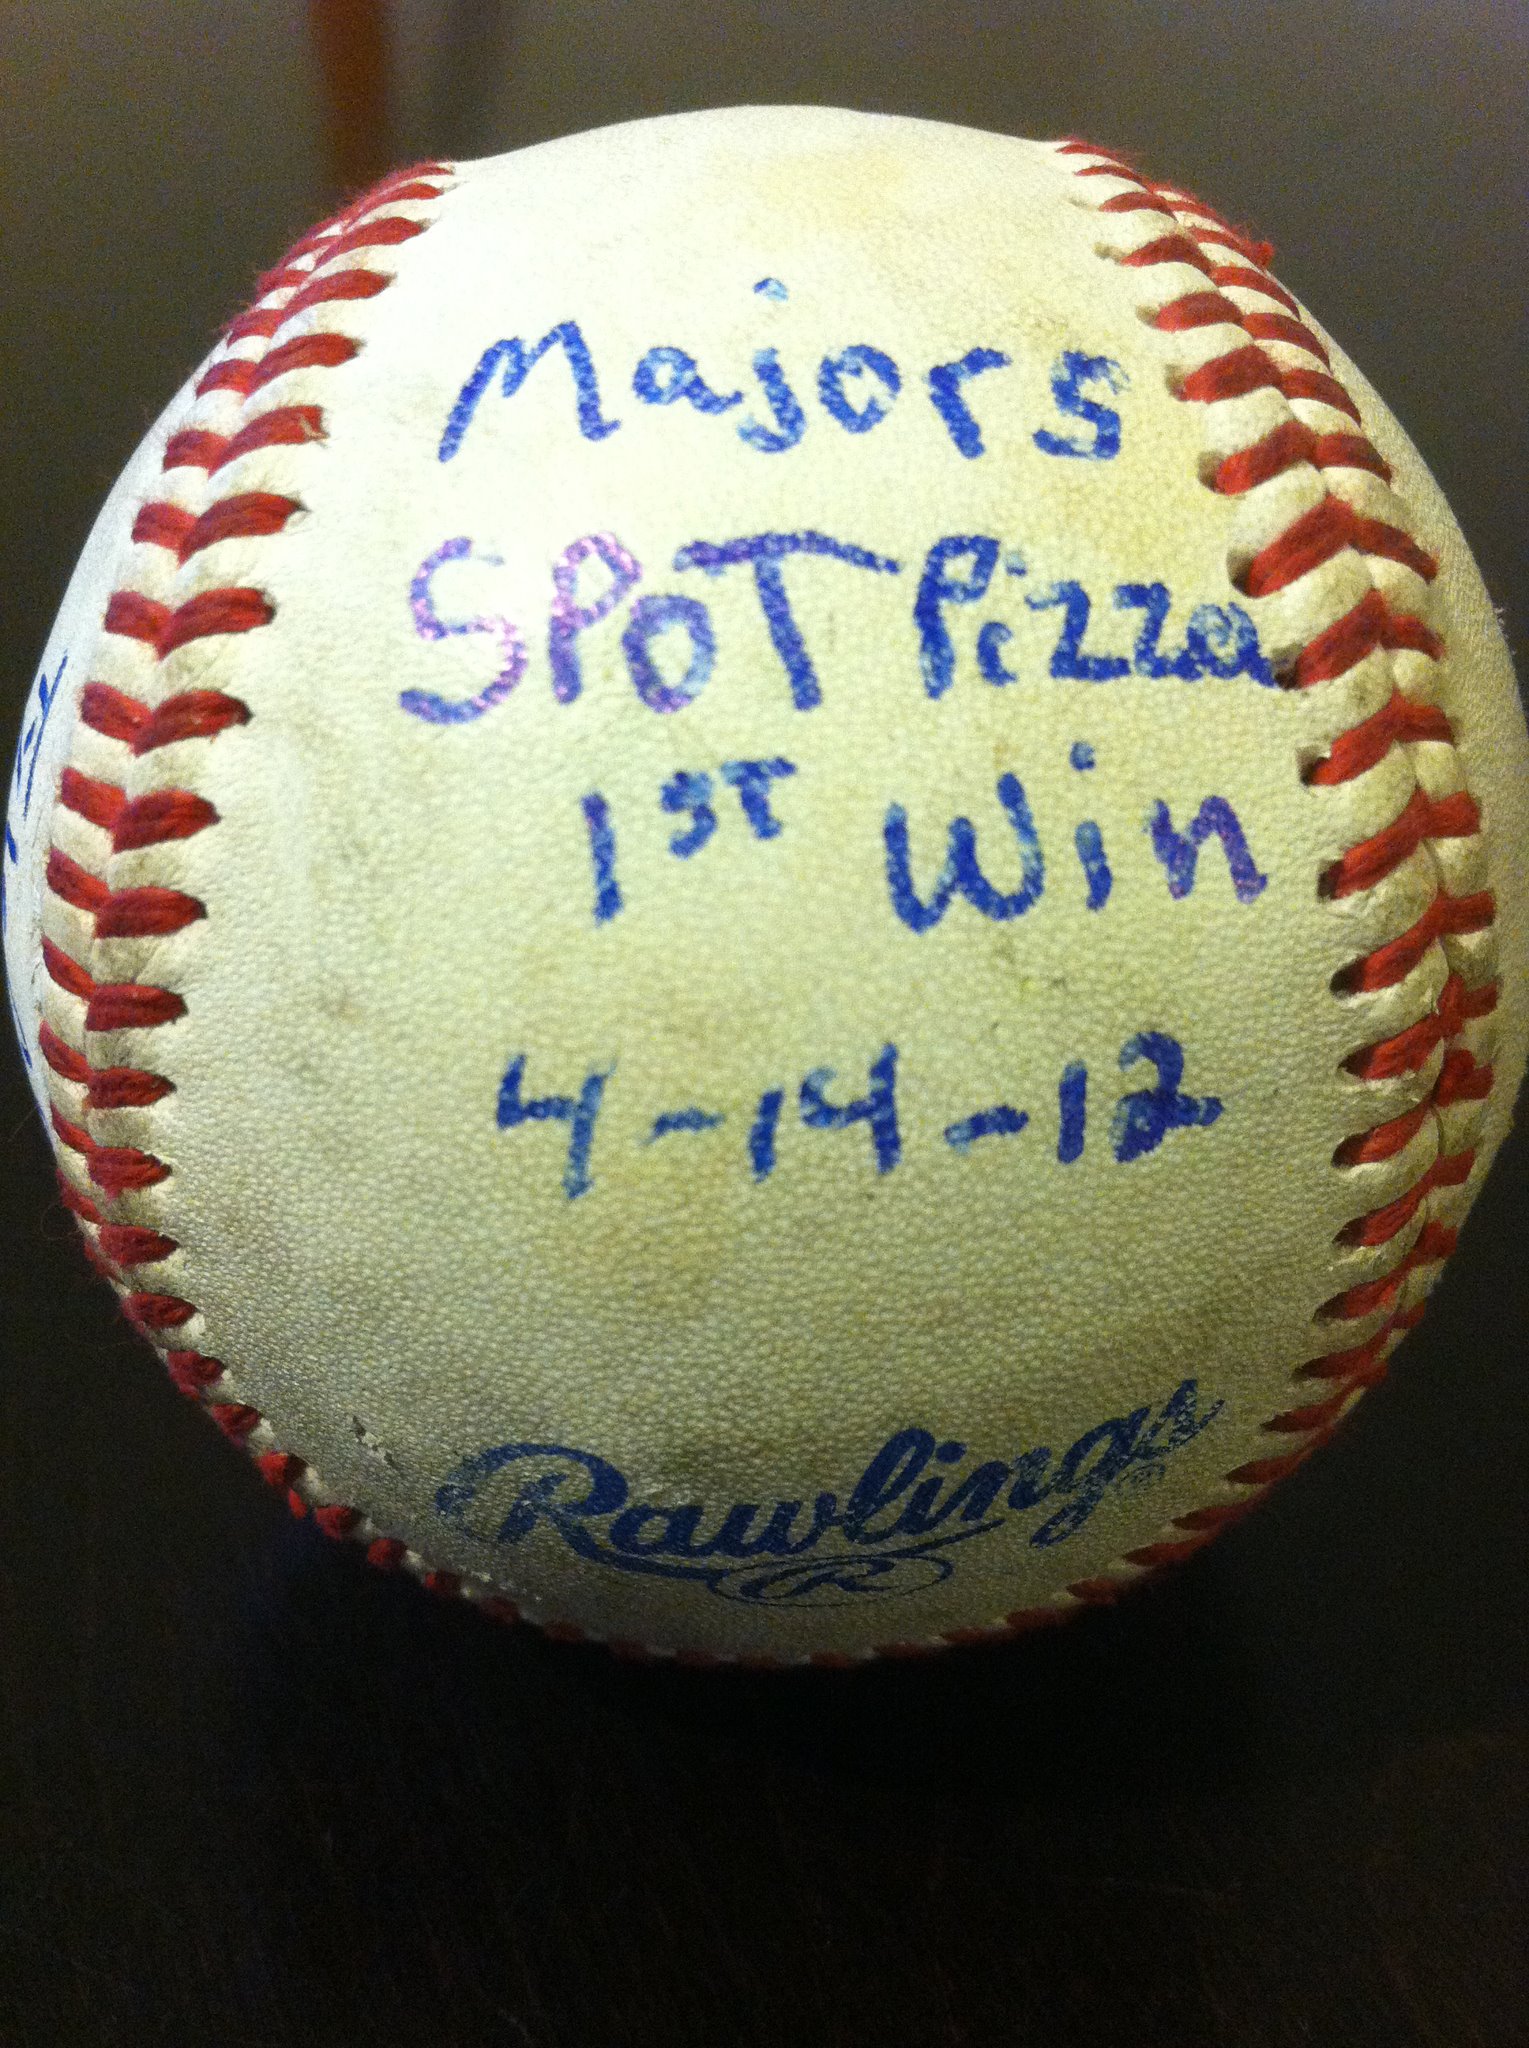 Majors
SPOT Pizza
1ST Win
4-14-12
Rawlings
R